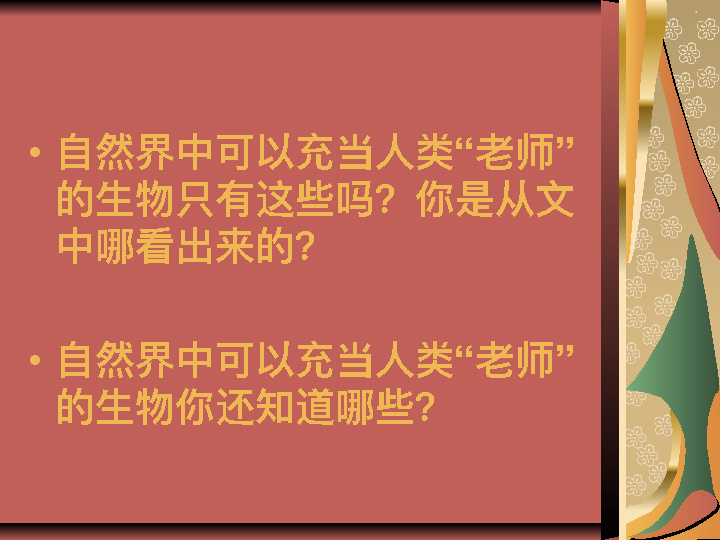 • 自然界中可以充当人类“老师”
的生物只有这些吗？你是从文
中哪看出来的？
• 自然界中可以充当人类“老师”
的生物你还知道哪些？